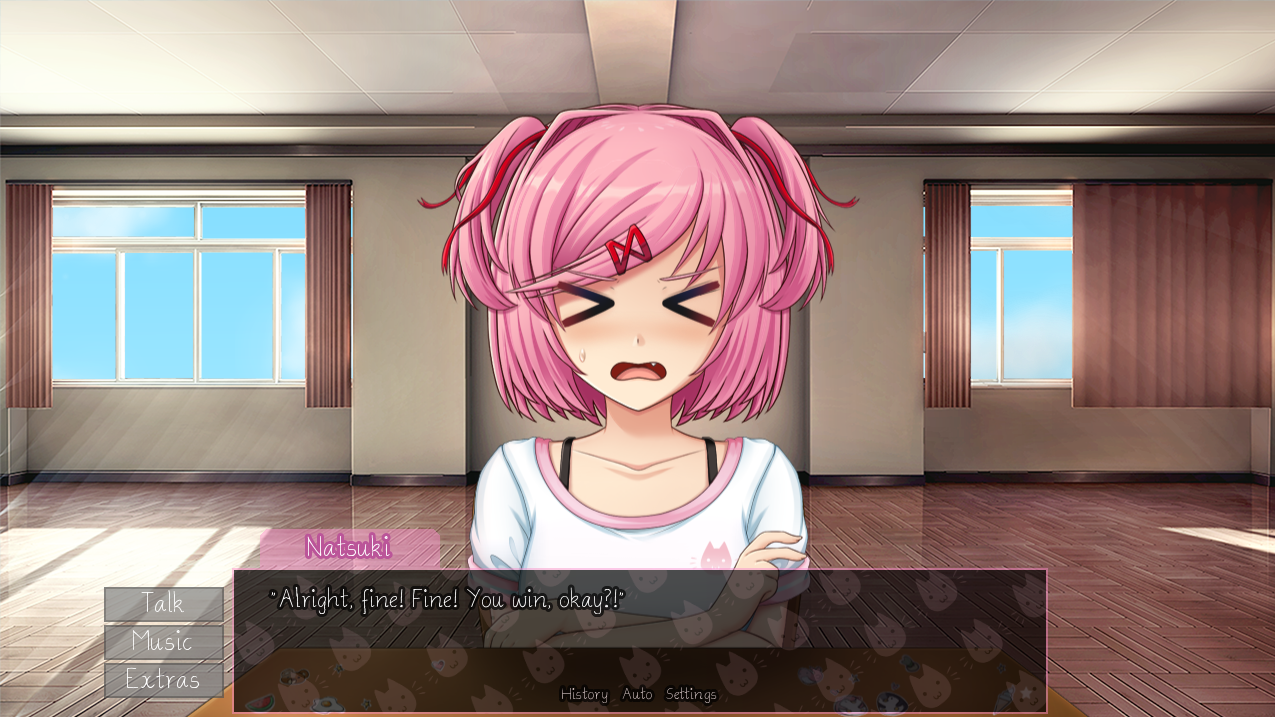 Natsuki
"Alright, fine! Fine! You win, okay?!"
Talk
Music
Extras
History Auto Settings